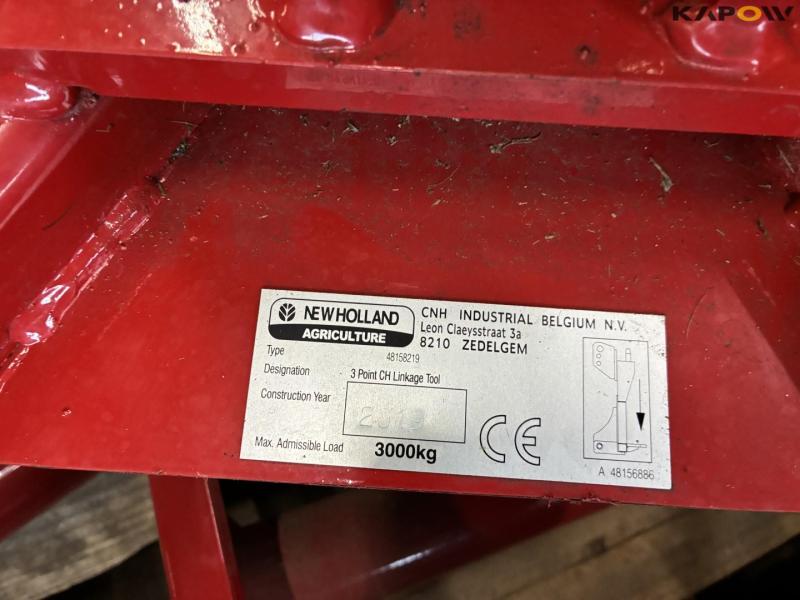 KAPOW
NEW HOLLAND
AGRICULTURE
CNH INDUSTRIAL BELGIUM N.V.
Leon Claeysstraat 3a
8210 ZEDELGEM
Type 48158219
Designation 3 Point CH Linkage Tool
Construction Year
Max. Admissible Load 3000kg
CE
A 48156886